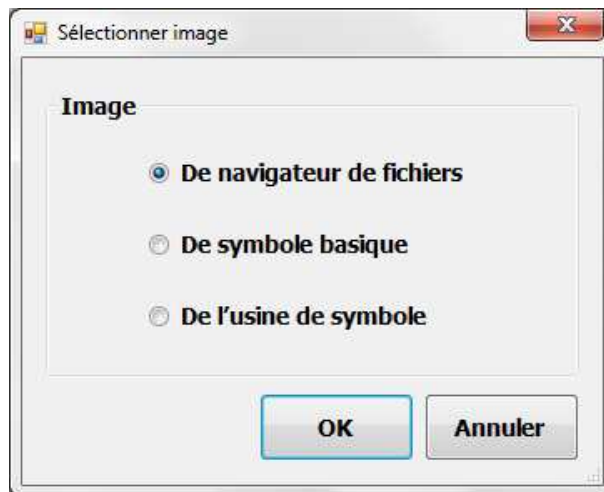 Sélectionner image
Image
De navigateur de fichiers
De symbole basique
De l'usine de symbole
OK Annuler